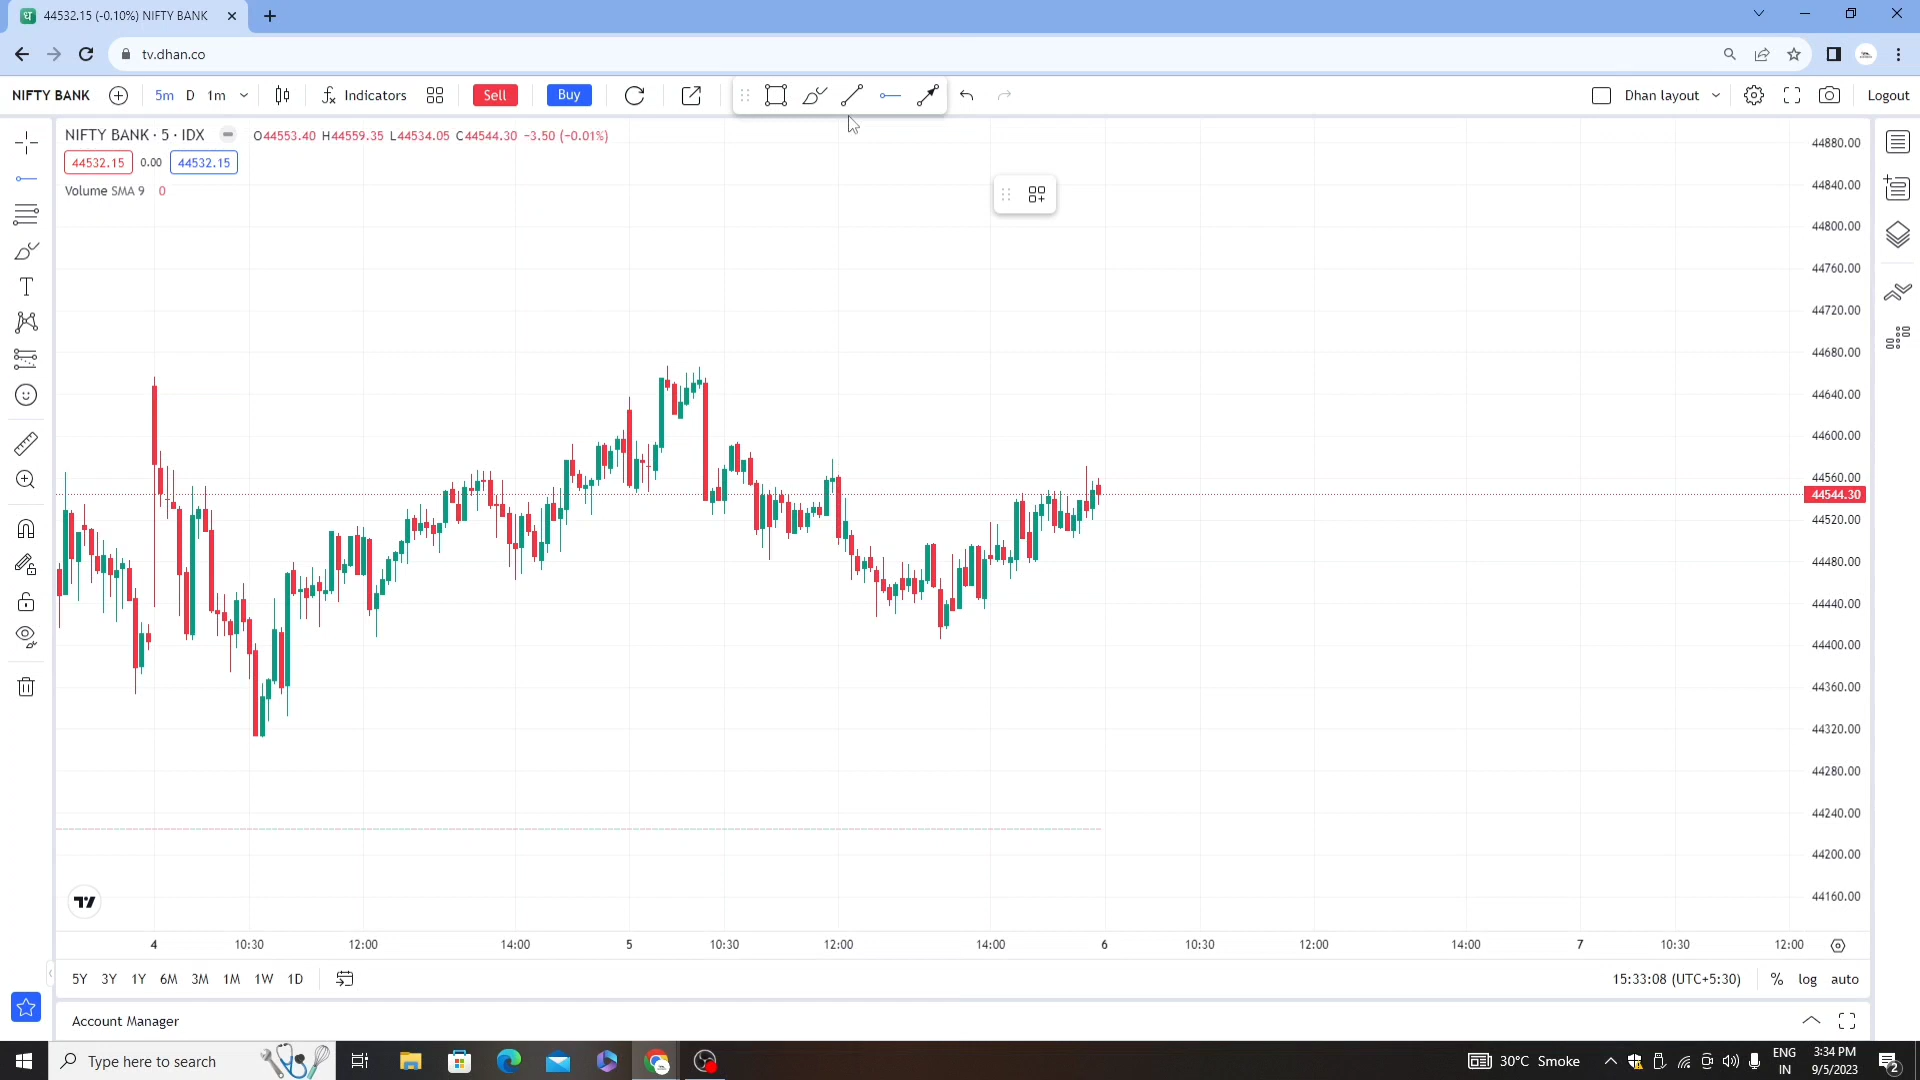 44532.15 (-0.10%) NIFTY BANK
tv.dhan.co
NIFTY BANK 5m D 1m Indicators Sell Buy Dhan layout Logout
NIFTY BANK · 5 · IDX O44553.40 H44559.35 L44534.05 C44544.30 −3.50 (−0.01%)
44532.15 0.00 44532.15
Volume SMA 9 0
44880.00
44840.00
44800.00
44760.00
44720.00
44680.00
44640.00
44600.00
44560.00
44544.30
44520.00
44480.00
44440.00
44400.00
44360.00
44320.00
44280.00
44240.00
44200.00
44160.00
4 10:30 12:00 14:00 5 10:30 12:00 14:00 6 10:30 12:00 14:00 7 10:30 12:00
5Y 3Y 1Y 6M 3M 1M 1W 1D 15:33:08 (UTC+5:30) % log auto
Account Manager
Type here to search 30°C Smoke ENG IN 3:34 PM 9/5/2023 2